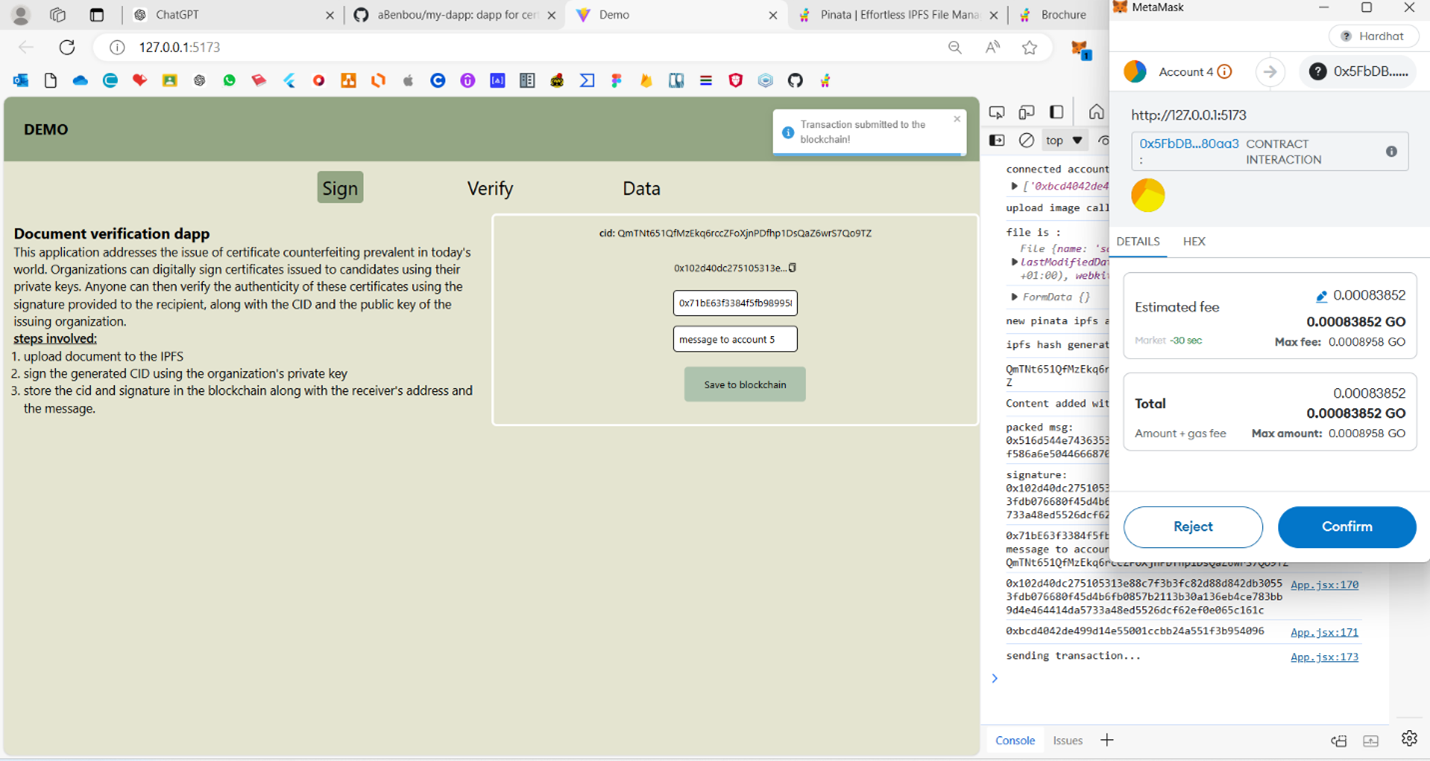 ChatGPT
aBenbou/my-dapp: dapp for cer
Demo
Pinata | Effortless IPFS File Mana
Brochure
127.0.0.1:5173
DEMO
Transaction submitted to the
blockchain!
Sign
Verify
Data
Document verification dapp
This application addresses the issue of certificate counterfeiting prevalent in today's
world. Organizations can digitally sign certificates issued to candidates using their
private keys. Anyone can then verify the authenticity of these certificates using the
signature provided to the recipient, along with the CID and the public key of the
issuing organization.
steps involved:
1. upload document to the IPFS
2. sign the generated CID using the organization's private key
3. store the cid and signature in the blockchain along with the receiver's address and
the message.
cid: QmTNt651QfMzEkq6rccZFoXjnPDfhp1DsQaZ6wrS7Qo9TZ
0x102d40dc275105313e...
0x71bE63f3384f5fb98995
message to account 5
Save to blockchain
top
connected account
['0xbcd4042de4
upload image call
file is :
File {name: 's
lastModifiedDa
+01:00), webki
FormData {}
new pinata ipfs a
ipfs hash generat
QmTNt651QfMzEkq6r
Z
Content added wit
packed msg:
0x516d544e7436353
f586a6e5044666870
signature:
0x102d40dc2751053
3fdb076680f45d4b6
733a48ed5526dcf62
0x71bE63f3384f5fb
message to accou
0x102d40dc275105313e88c7f3b3fc82d88d842db3055
3fdb076680f45d4b6fb0857b2113b30a136eb4ce783bb
9d4e464414da5733a48ed5526dcf62ef0e065c161c
App.jsx:170
0xbcd4042de499d14e55001ccbb24a551f3b954096
App.jsx:171
sending transaction...
App.jsx:173
Console
Issues
MetaMask
Hardhat
Account 4
0x5FbDB......
http://127.0.0.1:5173
0x5FbDB...80aa3 CONTRACT
: INTERACTION
DETAILS
HEX
Estimated fee
0.00083852
0.00083852 GO
Market -30 sec
Max fee: 0.0008958 GO
Total
0.00083852
0.00083852 GO
Amount + gas fee
Max amount: 0.0008958 GO
Reject
Confirm